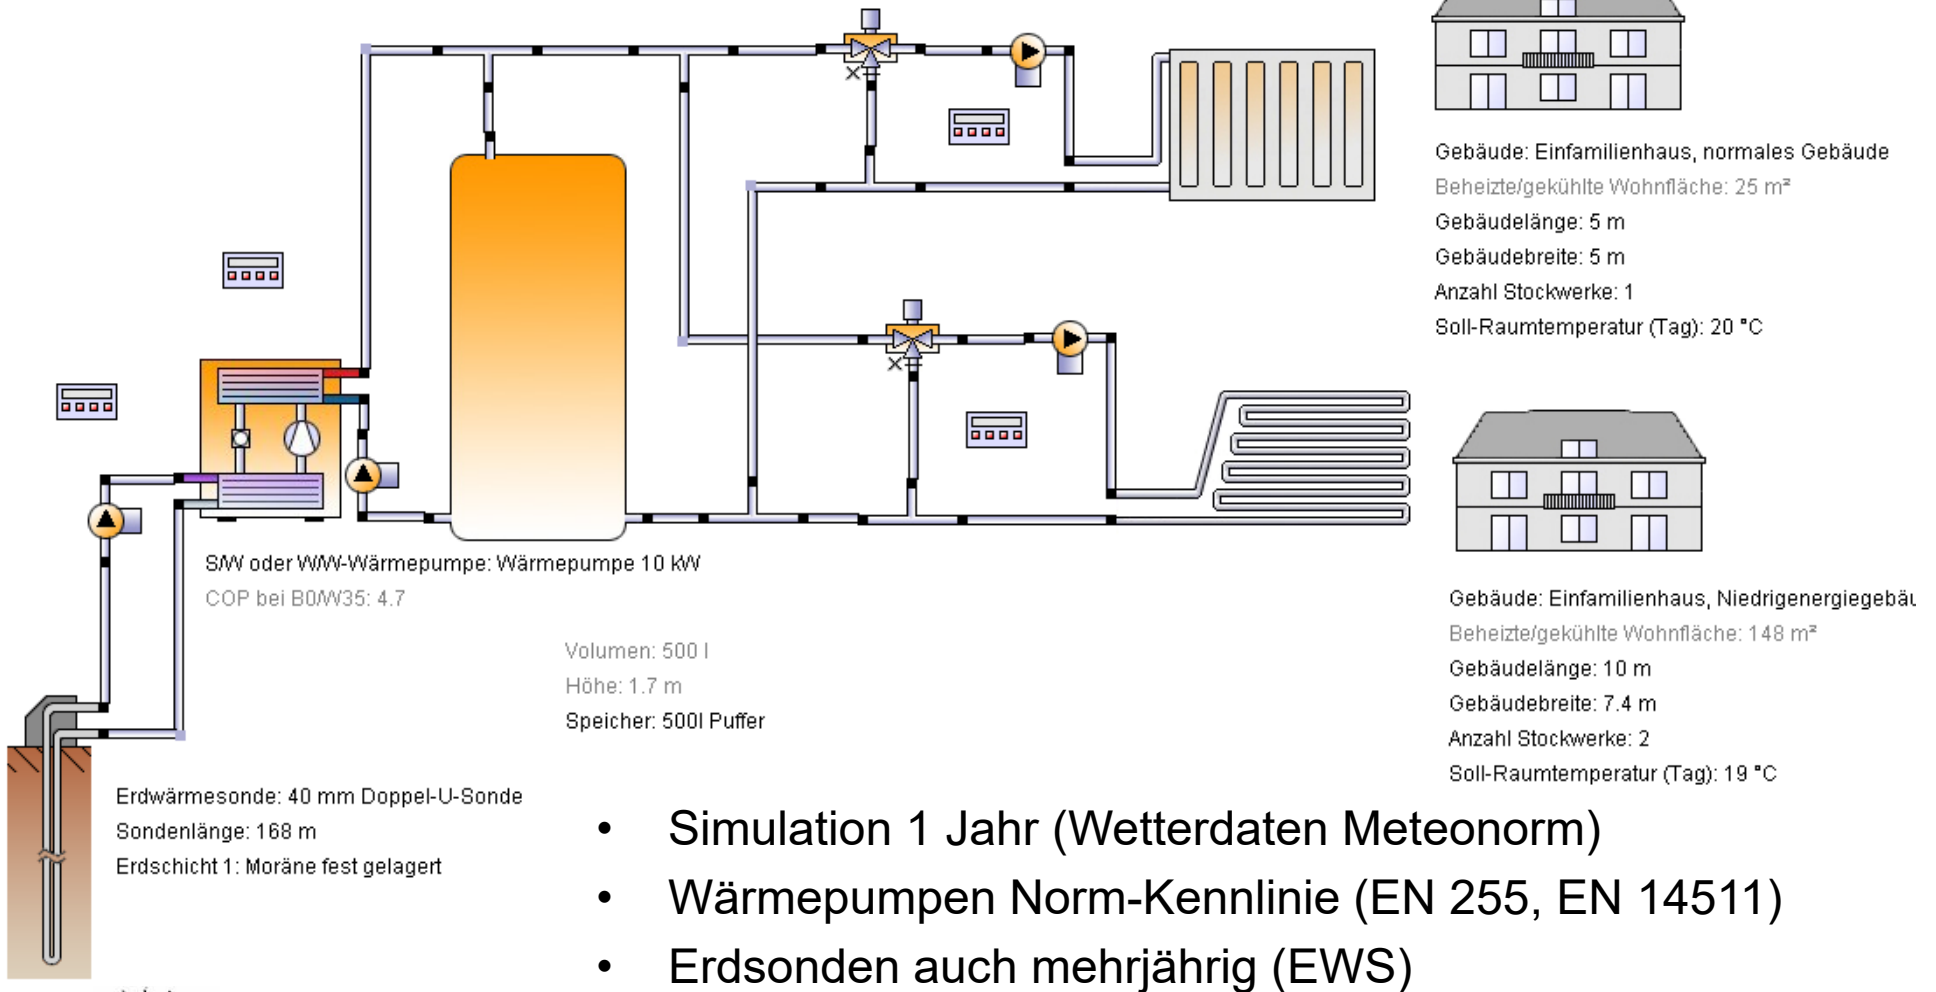 Gebäude: Einfamilienhaus, normales Gebäude
Beheizte/gekühlte Wohnfläche: 25 m²
Gebäudelänge: 5 m
Gebäudebreite: 5 m
Anzahl Stockwerke: 1
Soll-Raumtemperatur (Tag): 20 °C
S/W oder W/W-Wärmepumpe: Wärmepumpe 10 kW
COP bei B0/W35: 4.7
Volumen: 500 l
Höhe: 1.7 m
Speicher: 500l Puffer
Gebäude: Einfamilienhaus,
Beheizte/gekühlte Wohnfläche: 148 m²
Gebäudelänge: 10 m
Gebäudebreite: 7.4 m
Anzahl Stockwerke: 2
Soll-Raumtemperatur (Tag): 19 °C
Erdwärmesonde: 40 mm Doppel-U-Sonde
Sondenlänge: 168 m
Erdschicht 1: Moräne fest gelagert
• Simulation 1 Jahr (Wetterdaten Meteonorm)
• Wärmepumpen Norm-Kennlinie (EN 255, EN 14511)
• Erdsonden auch mehrjährig (EWS)